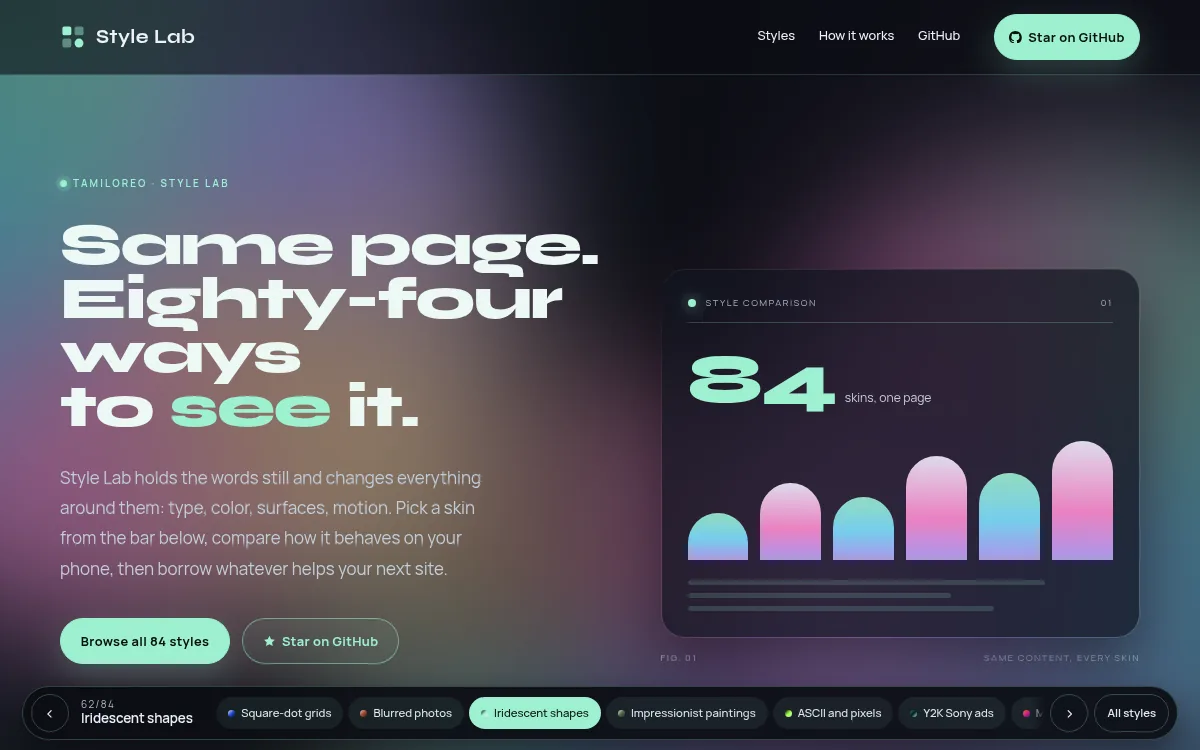 Style Lab
Styles
How it works
GitHub
Star on GitHub
TAMILOREO · STYLE LAB
Same page.
Eighty-four
ways
to see it.
Style Lab holds the words still and changes everything
around them: type, color, surfaces, motion. Pick a skin
from the bar below, compare how it behaves on your
phone, then borrow whatever helps your next site.
Browse all 84 styles
Star on GitHub
STYLE COMPARISON
01
84 skins, one page
FIG. 01
SAME CONTENT, EVERY SKIN
62/84
Iridescent shapes
Square-dot grids
Blurred photos
Iridescent shapes
Impressionist paintings
ASCII and pixels
Y2K Sony ads
All styles